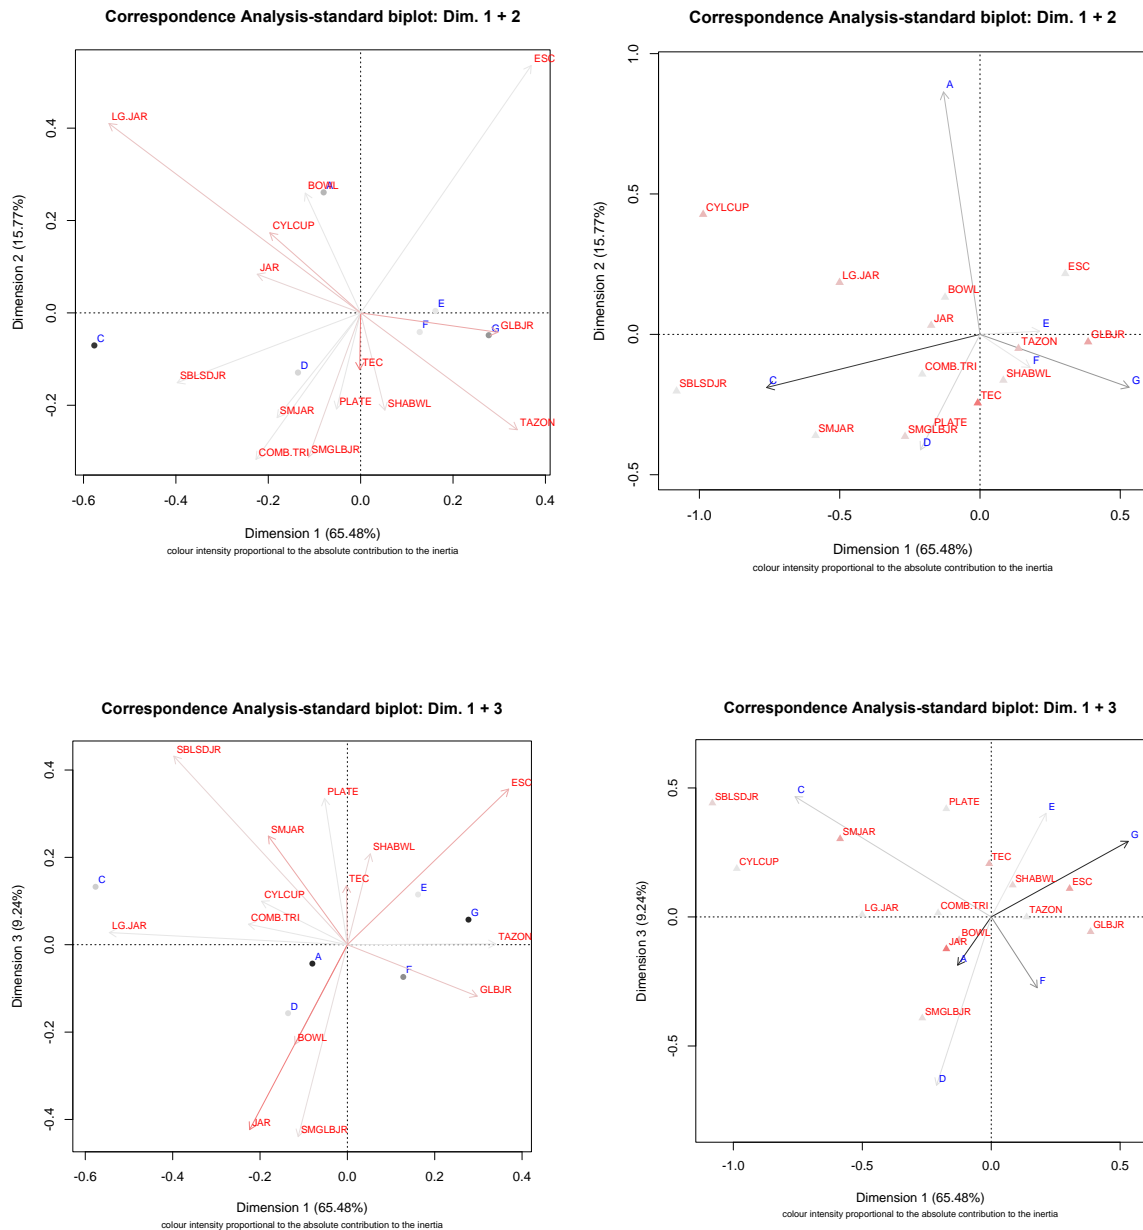 Correspondence Analysis-standard biplot: Dim. 1 + 2
ESC
LG.JAR
BOWL
A
CYLCUP
JAR
E
F
G
GLBJR
C
TEC
D
SBLSDJR
PLATE
SHABWL
SMJAR
TAZON
COMB.TRI
SMGLBJR
0.4
0.2
0.0
-0.2
-0.6
-0.4
-0.2
0.0
0.2
0.4
Dimension 2 (15.77%)
Dimension 1 (65.48%)
colour intensity proportional to the absolute contribution to the inertia
Correspondence Analysis-standard biplot: Dim. 1 + 2
A
CYLCUP
ESC
LG.JAR
BOWL
JAR
E
TAZON
GLBJR
F
COMB.TRI
SHABWL
C
G
SBLSDJR
TEC
PLATE
SMJAR
SMGLBJR
D
1.0
0.5
0.0
-0.5
-1.0
-0.5
0.0
0.5
Dimension 2 (15.77%)
Dimension 1 (65.48%)
colour intensity proportional to the absolute contribution to the inertia
Correspondence Analysis-standard biplot: Dim. 1 + 3
SBLSDJR
ESC
PLATE
SMJAR
SHABWL
C
TEC
E
CYLCUP
COMB.TRI
LG.JAR
G
TAZON
A
F
GLBJR
D
BOWL
JAR
SMGLBJR
0.4
0.2
0.0
-0.2
-0.4
-0.6
-0.4
-0.2
0.0
0.2
0.4
Dimension 3 (9.24%)
Dimension 1 (65.48%)
colour intensity proportional to the absolute contribution to the inertia
Correspondence Analysis-standard biplot: Dim. 1 + 3
C
SBLSDJR
PLATE
E
SMJAR
G
CYLCUP
TEC
SHABWL
ESC
LG.JAR
COMB.TRI
TAZON
GLBJR
BOWL
JAR
A
F
SMGLBJR
D
0.5
0.0
-0.5
-1.0
-0.5
0.0
0.5
Dimension 3 (9.24%)
Dimension 1 (65.48%)
colour intensity proportional to the absolute contribution to the inertia